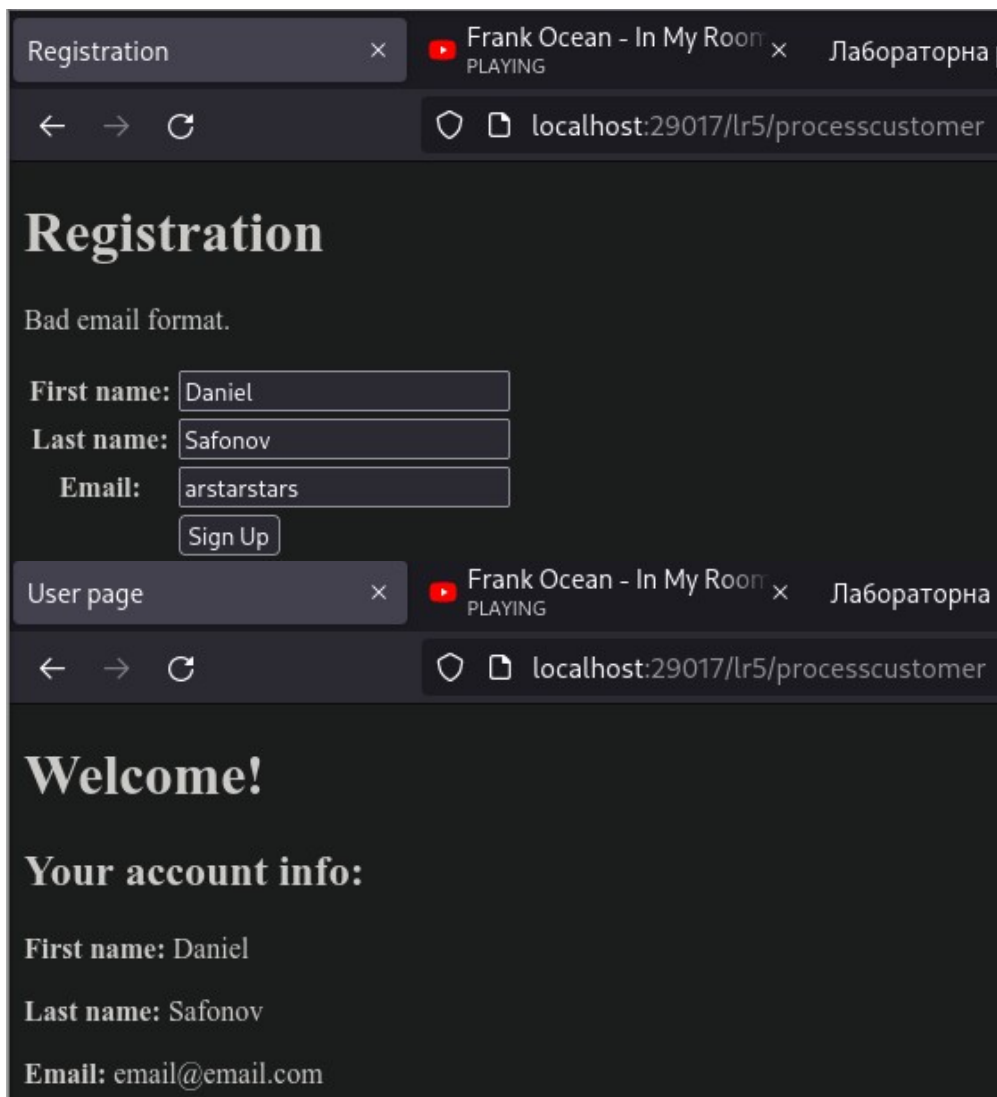 Registration
Frank Ocean - In My Room
PLAYING
Лабораторна
localhost:29017/lr5/processcustomer
Registration
Bad email format.
First name: Daniel
Last name: Safonov
Email: arstarstars
Sign Up
User page
Frank Ocean - In My Room
PLAYING
Лабораторна
localhost:29017/lr5/processcustomer
Welcome!
Your account info:
First name: Daniel
Last name: Safonov
Email: email@email.com